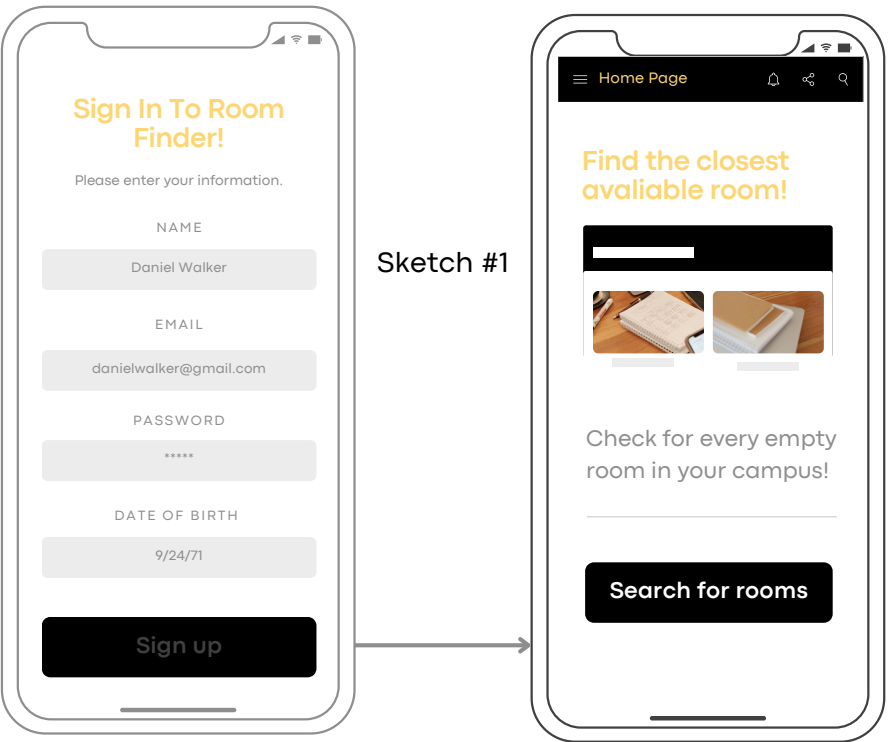 Sign In To Room
Finder!
Please enter your information.
NAME
Daniel Walker
EMAIL
danielwalker@gmail.com
PASSWORD
*****
DATE OF BIRTH
9/24/71
Sign up
Sketch #1
Home Page
Find the closest
avaliable room!
Check for every empty
room in your campus!
Search for rooms